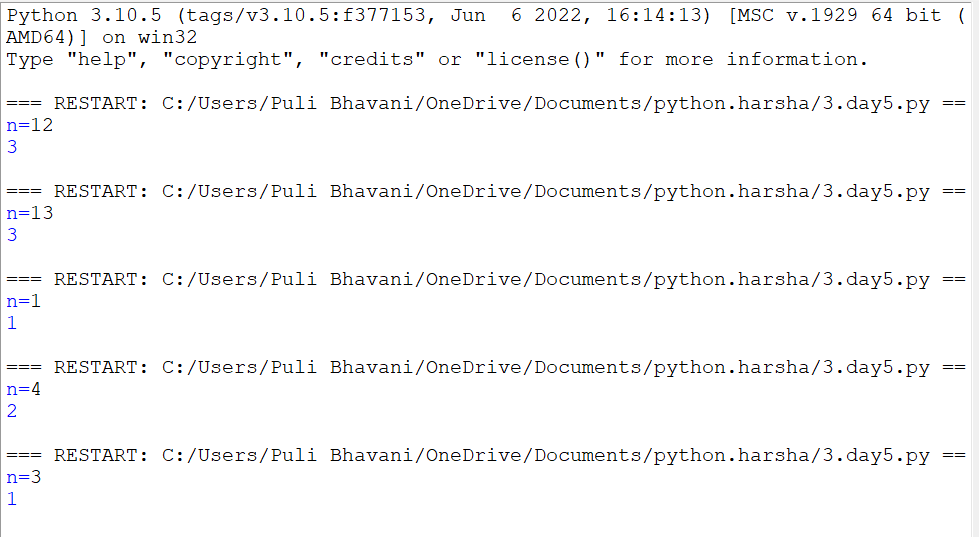 Python 3.10.5 (tags/v3.10.5:f377153, Jun  6 2022, 16:14:13) [MSC v.1929 64 bit (
AMD64)] on win32
Type "help", "copyright", "credits" or "license()" for more information.
=== RESTART: C:/Users/Puli Bhavani/OneDrive/Documents/python.harsha/3.day5.py ==
n=12
3
=== RESTART: C:/Users/Puli Bhavani/OneDrive/Documents/python.harsha/3.day5.py ==
n=13
3
=== RESTART: C:/Users/Puli Bhavani/OneDrive/Documents/python.harsha/3.day5.py ==
n=1
1
=== RESTART: C:/Users/Puli Bhavani/OneDrive/Documents/python.harsha/3.day5.py ==
n=4
2
=== RESTART: C:/Users/Puli Bhavani/OneDrive/Documents/python.harsha/3.day5.py ==
n=3
1